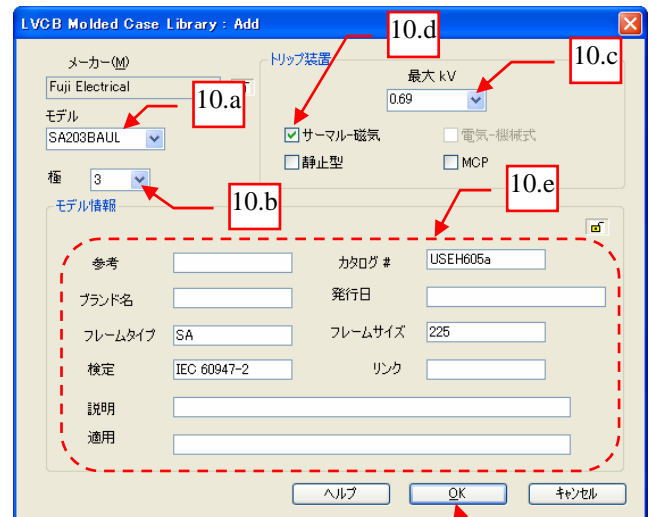 LVCB Molded Case Library : Add
10.d
メーカー(M)
トリップ装置
10.c
Fuji Electrical
10.a
最大 kV
モデル
0.69
SA203BAUL
サーマル-磁気
電気-機械式
静止型
MCP
極
3
10.b
10.e
モデル情報
参考
カタログ #
USEH605a
ブランド名
発行日
フレームタイプ
SA
フレームサイズ
225
検定
IEC 60947-2
リンク
説明
適用
ヘルプ
OK
キャンセル